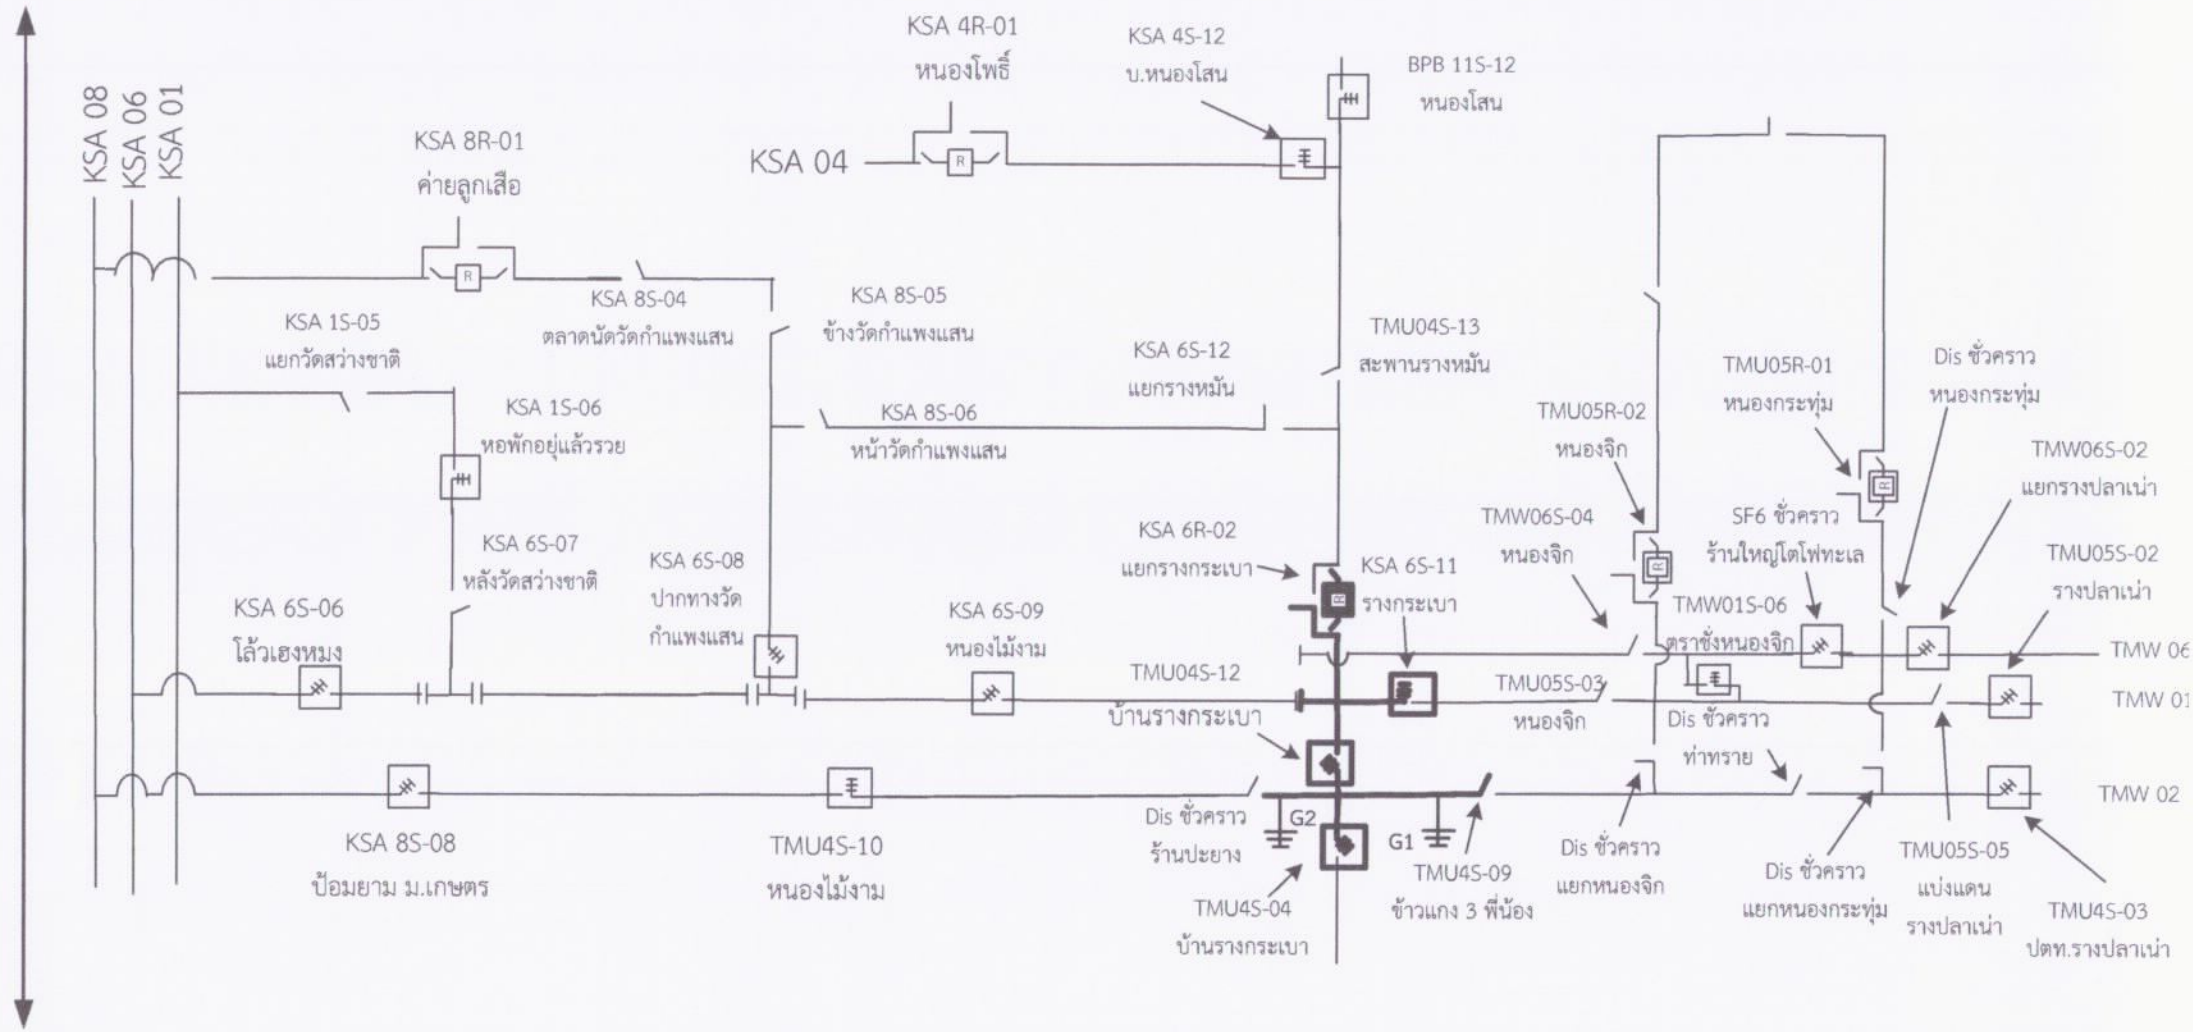 KSA 08
KSA 06
KSA 01
KSA 4R-01
หนองโพธิ์
KSA 4S-12
บ.หนองโสน
BPB 11S-12
หนองโสน
KSA 04
R
KSA 8R-01
ค่ายลูกเสือ
R
KSA 8S-04
ตลาดนัดวัดกำแพงแสน
KSA 8S-05
ข้างวัดกำแพงแสน
KSA 1S-05
แยกวัดสว่างชาติ
KSA 1S-06
หอพักอยู่แล้วรวย
KSA 8S-06
หน้าวัดกำแพงแสน
KSA 6S-12
แยกรางหมัน
TMU04S-13
สะพานรางหมัน
TMU05R-01
หนองกระทุ่ม
Dis ชั่วคราว
หนองกระทุ่ม
TMU05R-02
หนองจิก
TMW06S-02
แยกรางปลาเน่า
R
KSA 6S-07
หลังวัดสว่างชาติ
KSA 6S-08
ปากทางวัด
กำแพงแสน
KSA 6R-02
แยกรางกระเบา
R
KSA 6S-11
รางกระเบา
TMW06S-04
หนองจิก
R
SF6 ชั่วคราว
ร้านใหญ่โตโฟทะเล
TMU05S-02
รางปลาเน่า
KSA 6S-06
โล้วเฮงหมง
KSA 6S-09
หนองไม้งาม
TMW01S-06
ตราชั่งหนองจิก
TMW 06
TMU04S-12
บ้านรางกระเบา
TMU05S-03
หนองจิก
TMW 01
Dis ชั่วคราว
ท่าทราย
TMW 02
KSA 8S-08
ป้อมยาม ม.เกษตร
TMU4S-10
หนองไม้งาม
Dis ชั่วคราว
ร้านปะยาง
G2
G1
TMU4S-04
บ้านรางกระเบา
TMU4S-09
ข้าวแกง 3 พี่น้อง
Dis ชั่วคราว
แยกหนองจิก
Dis ชั่วคราว
แยกหนองกระทุ่ม
TMU05S-05
แบ่งแดน
รางปลาเน่า
TMU4S-03
ปตท.รางปลาเน่า